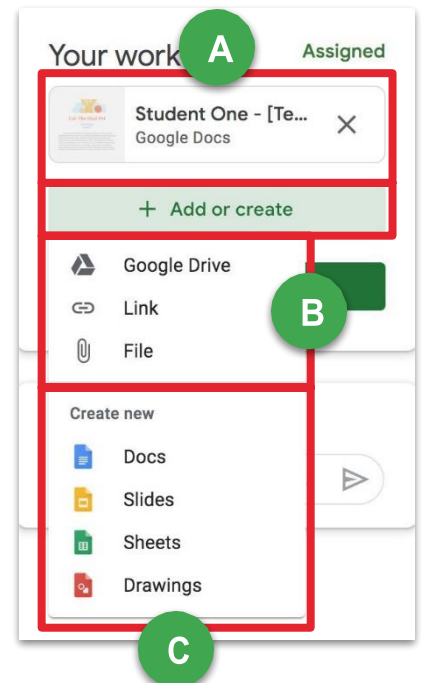 Your work
A
Assigned
Student One - [Te...
Google Docs
+ Add or create
Google Drive
Link
File
B
Create new
Docs
Slides
Sheets
Drawings
C